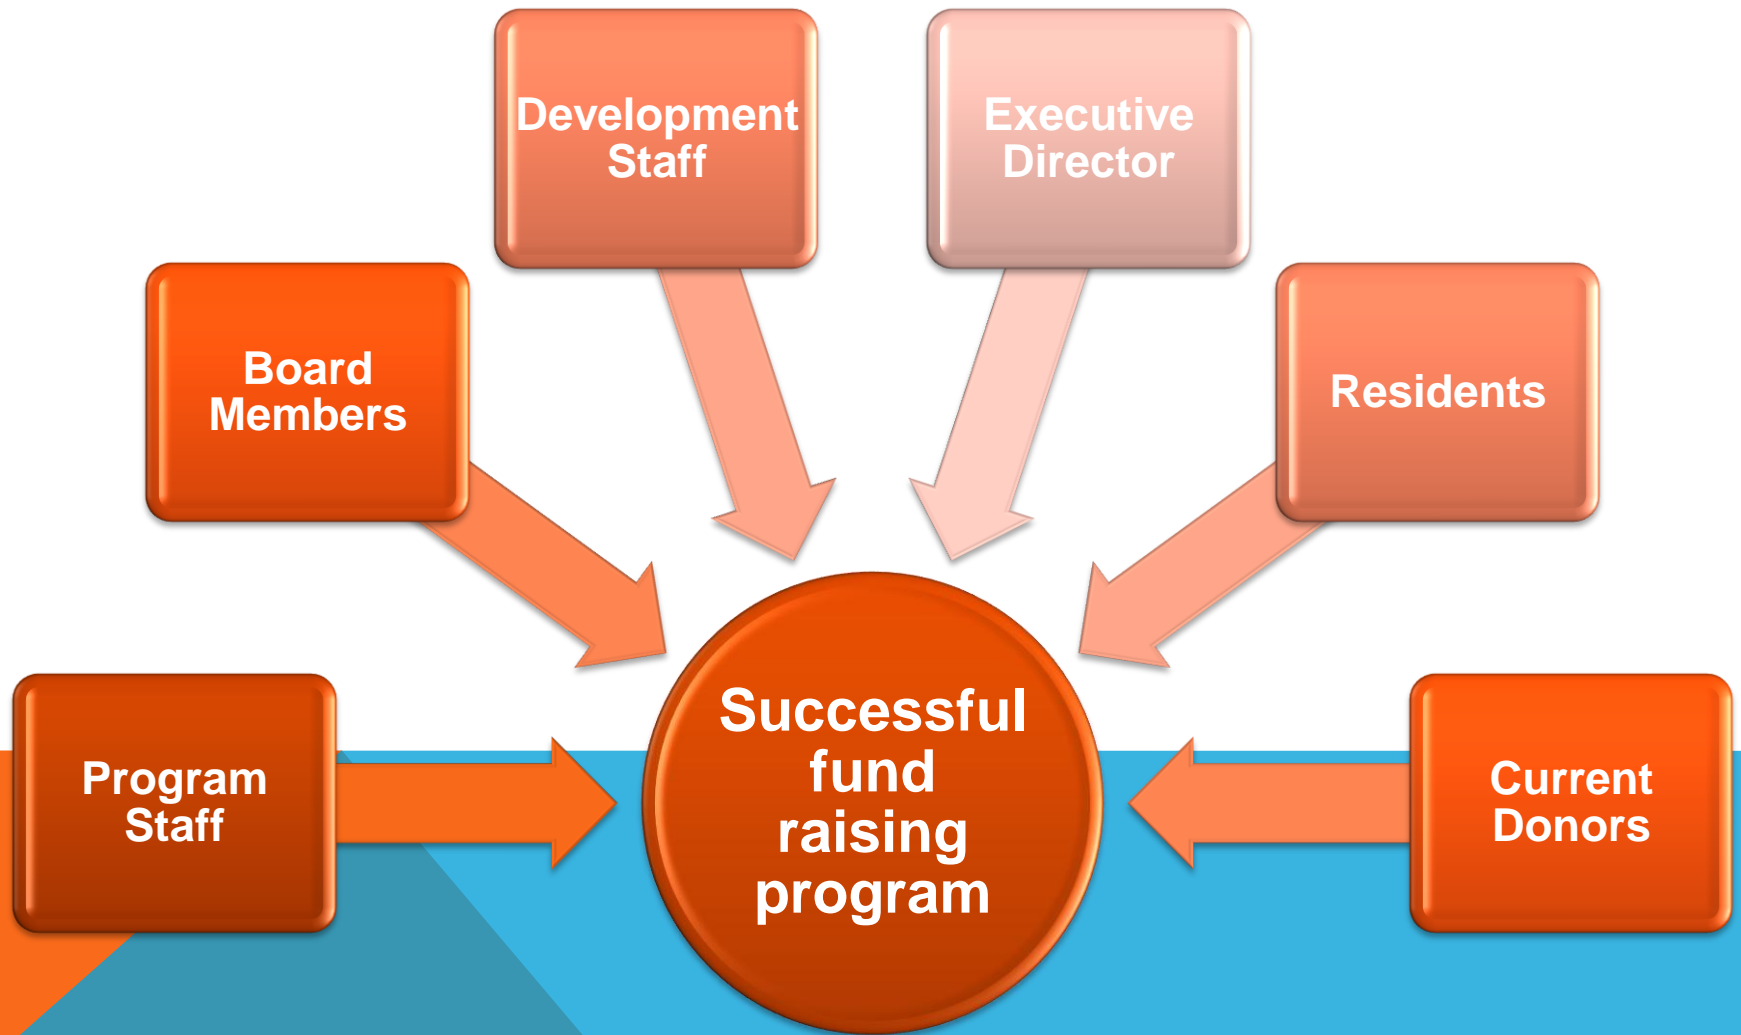 Development
Staff
Executive
Director
Board
Members
Residents
Successful
fund
raising
program
Program
Staff
Current
Donors